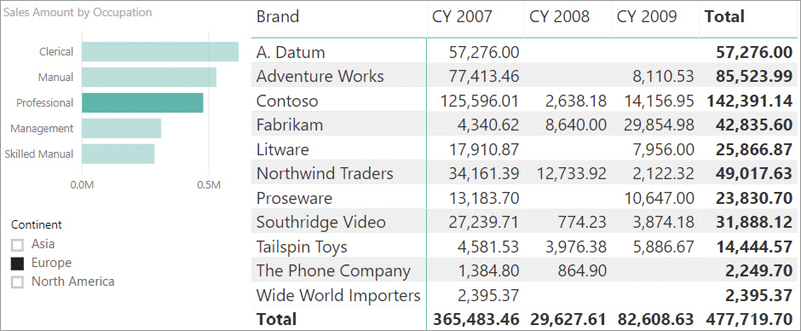 Sales Amount by Occupation
Clerical
Manual
Professional
Management
Skilled Manual
0.0M 0.5M
Continent
Asia
Europe
North America
Brand CY 2007 CY 2008 CY 2009 Total
A. Datum 57,276.00 57,276.00
Adventure Works 77,413.46 8,110.53 85,523.99
Contoso 125,596.01 2,638.18 14,156.95 142,391.14
Fabrikam 4,340.62 8,640.00 29,854.98 42,835.60
Litware 17,910.87 7,956.00 25,866.87
Northwind Traders 34,161.39 12,733.92 2,122.32 49,017.63
Proseware 13,183.70 10,647.00 23,830.70
Southridge Video 27,239.71 774.23 3,874.18 31,888.12
Tailspin Toys 4,581.53 3,976.38 5,886.67 14,444.57
The Phone Company 1,384.80 864.90 2,249.70
Wide World Importers 2,395.37 2,395.37
Total 365,483.46 29,627.61 82,608.63 477,719.70